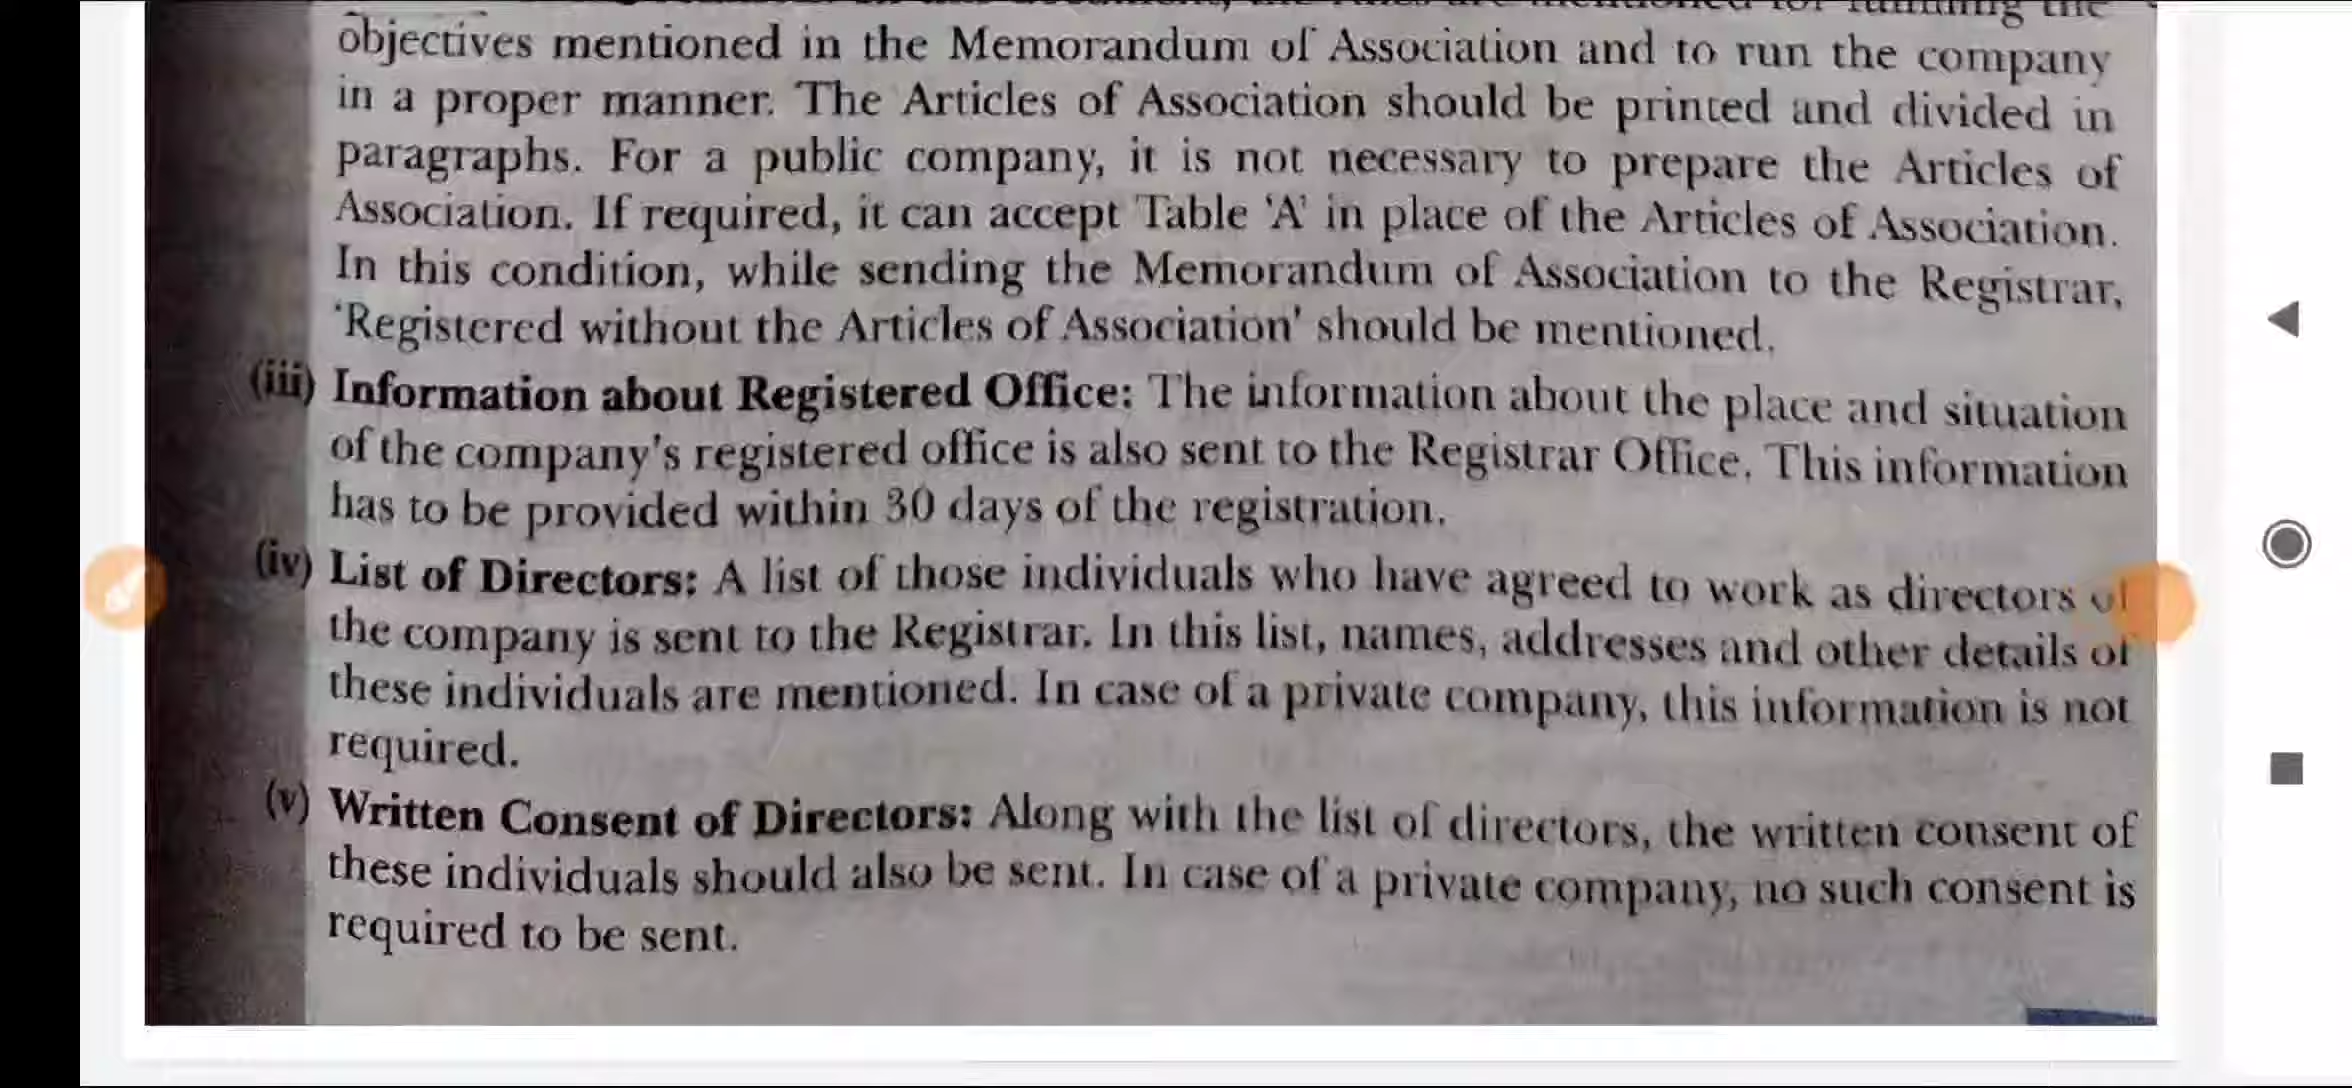 objectives mentioned in the Memorandum of Association and to run the company
in a proper manner. The Articles of Association should be printed and divided in
paragraphs. For a public company, it is not necessary to prepare the Articles of
Association. If required, it can accept Table 'A' in place of the Articles of Association.
In this condition, while sending the Memorandum of Association to the Registrar,
'Registered without the Articles of Association' should be mentioned.
(iii) Information about Registered Office: The information about the place and situation
of the company's registered office is also sent to the Registrar Office. This information
has to be provided within 30 days of the registration.
(iv) List of Directors: A list of those individuals who have agreed to work as directors of
the company is sent to the Registrar. In this list, names, addresses and other details of
these individuals are mentioned. In case of a private company, this information is not
required.
(v) Written Consent of Directors: Along with the list of directors, the written consent of
these individuals should also be sent. In case of a private company, no such consent is
required to be sent.